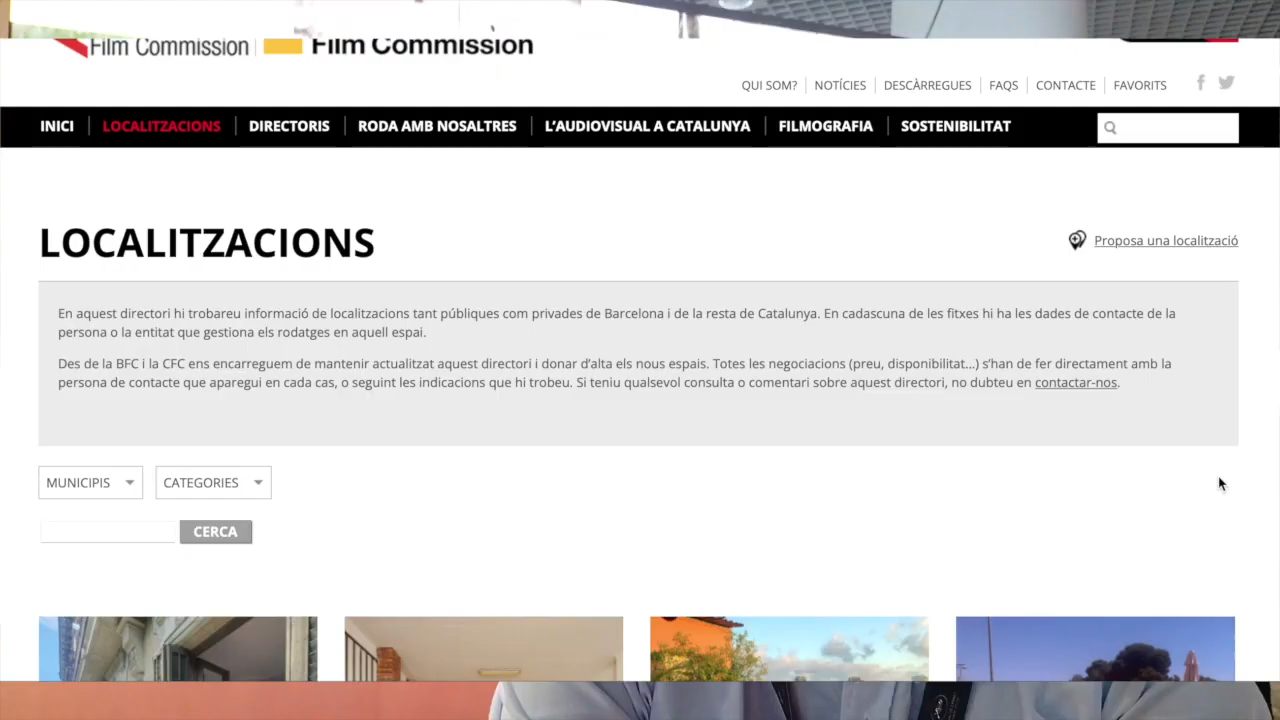 Film Commission
Film Commission
QUI SOM?
NOTÍCIES
DESCÀRREGUES
FAQS
CONTACTE
FAVORITS
INICI
LOCALITZACIONS
DIRECTORIS
RODA AMB NOSALTRES
L'AUDIOVISUAL A CATALUNYA
FILMOGRAFIA
SOSTENIBILITAT
LOCALITZACIONS
Proposa una localització
En aquest directori hi trobareu informació de localitzacions tant públiques com privades de Barcelona i de la resta de Catalunya. En cadascuna de les fitxes hi ha les dades de contacte de la
persona o la entitat que gestiona els rodatges en aquell espai.
Des de la BFC i la CFC ens encarreguem de mantenir actualitzat aquest directori i donar d'alta els nous espais. Totes les negociacions (preu, disponibilitat...) s'han de fer directament amb la
persona de contacte que aparegui en cada cas, o seguint les indicacions que hi trobeu. Si teniu qualsevol consulta o comentari sobre aquest directori, no dubteu en contactar-nos.
MUNICIPIS
CATEGORIES
CERCA